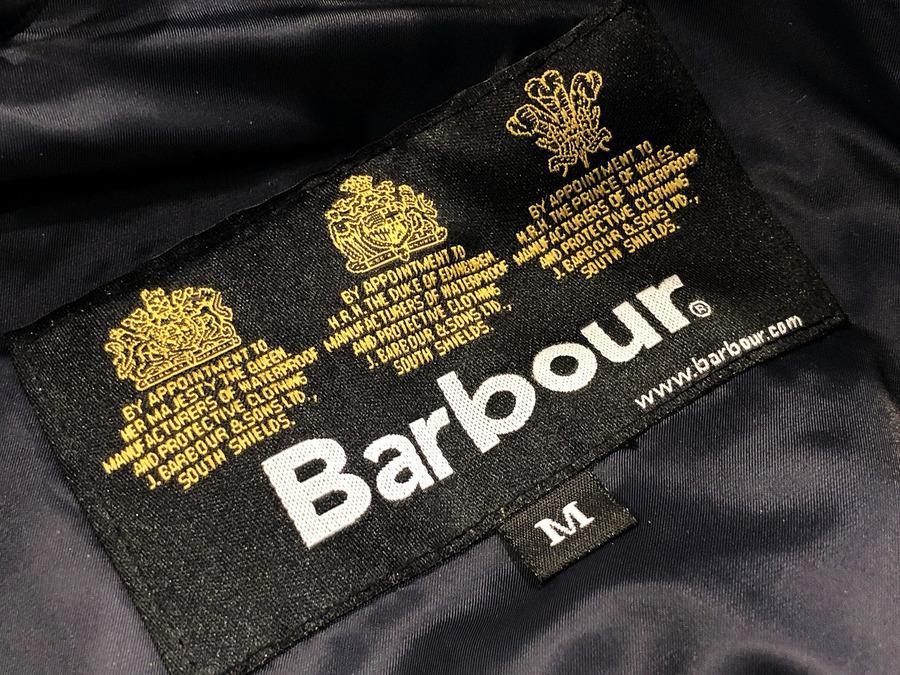 BY APPOINTMENT TO
HER MAJESTY THE QUEEN
MANUFACTURERS OF WATERPROOF
AND PROTECTIVE CLOTHING
J. BARBOUR & SONS LTD.,
SOUTH SHIELDS.
BY APPOINTMENT TO
H.R.H. THE DUKE OF EDINBURGH
MANUFACTURERS OF WATERPROOF
AND PROTECTIVE CLOTHING
J. BARBOUR & SONS LTD.,
SOUTH SHIELDS.
BY APPOINTMENT TO
H.R.H. THE PRINCE OF WALES.
MANUFACTURERS OF WATERPROOF
AND PROTECTIVE CLOTHING
J. BARBOUR & SONS LTD.,
SOUTH SHIELDS.
Barbour®
www.barbour.com
M